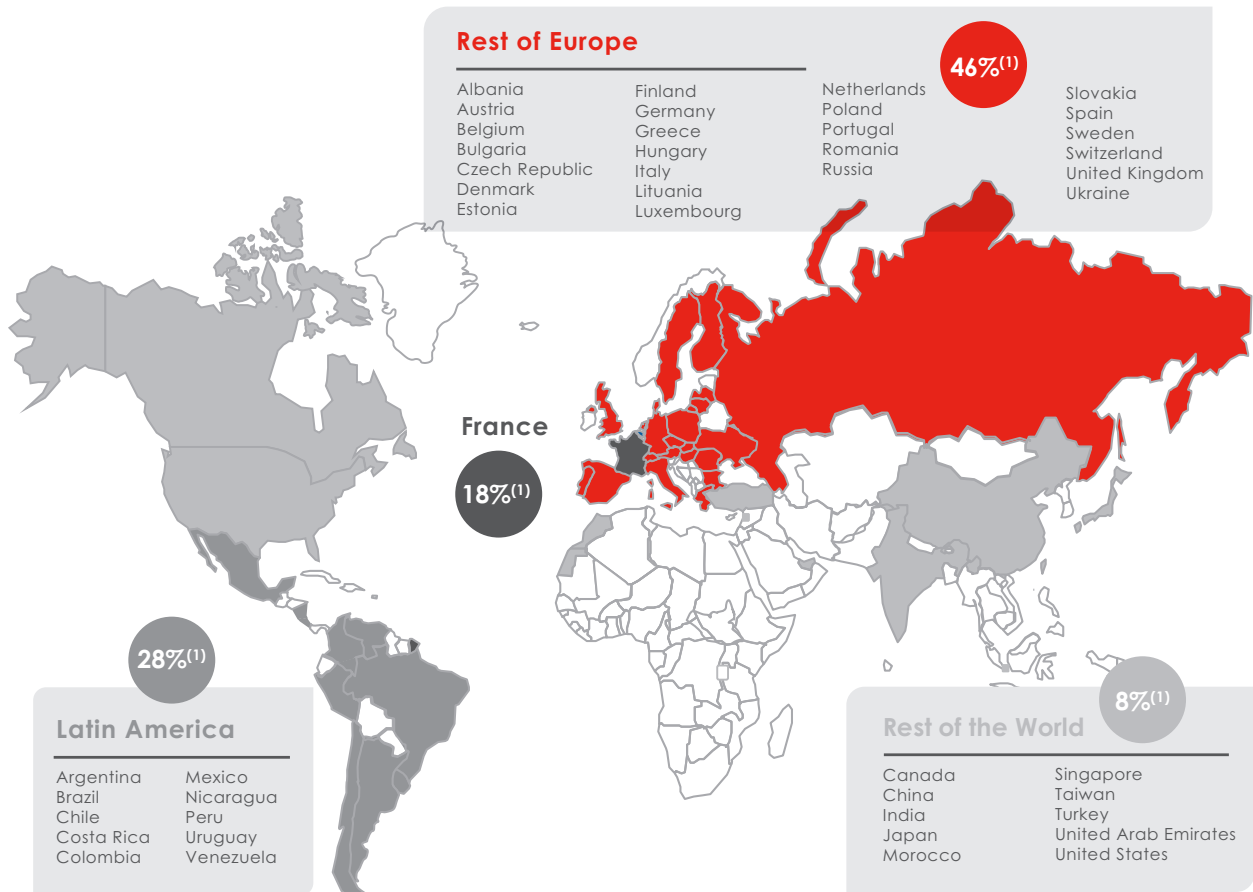 Rest of Europe
46%(1)
Albania
Austria
Belgium
Bulgaria
Czech Republic
Denmark
Estonia
Finland
Germany
Greece
Hungary
Italy
Lituania
Luxembourg
Netherlands
Poland
Portugal
Romania
Russia
Slovakia
Spain
Sweden
Switzerland
United Kingdom
Ukraine
France
18%(1)
28%(1)
Latin America
Argentina
Brazil
Chile
Costa Rica
Colombia
Mexico
Nicaragua
Peru
Uruguay
Venezuela
8%(1)
Rest of the World
Canada
China
India
Japan
Morocco
Singapore
Taiwan
Turkey
United Arab Emirates
United States